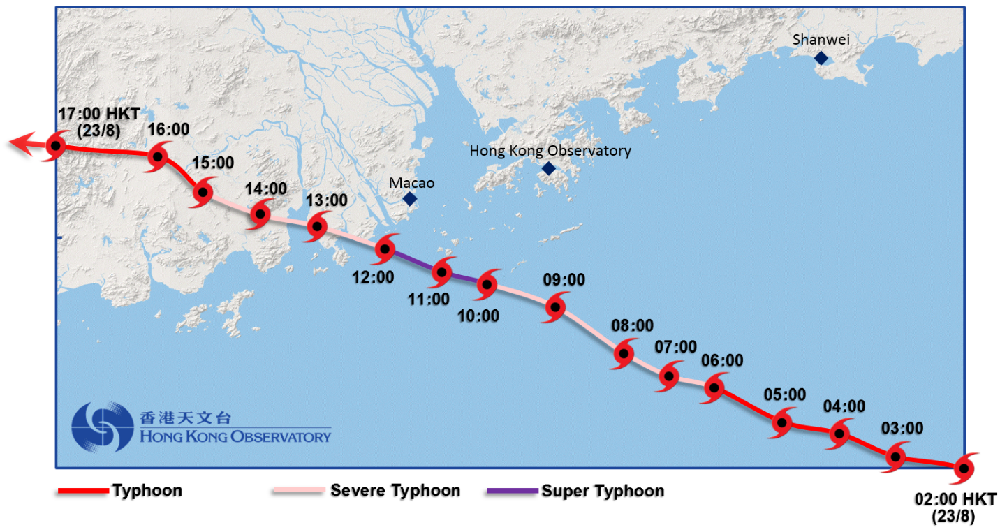 Shanwei
17:00 HKT
(23/8)
16:00
Hong Kong Observatory
15:00
Macao
14:00
13:00
12:00
11:00
10:00
09:00
08:00
07:00
06:00
05:00
04:00
03:00
02:00 HKT
(23/8)
香港天文台
HONG KONG OBSERVATORY
Typhoon
Severe Typhoon
Super Typhoon